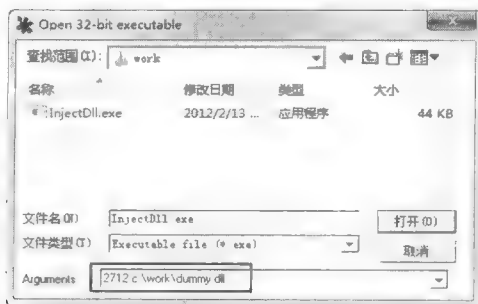 Open 32-bit executable
查找范围(I): work
名称 修改日期 类型 大小
InjectDll.exe 2012/2/13 ... 应用程序 44 KB
文件名(N) InjectDll exe 打开(O)
文件类型(T) Executable file (* exe) 取消
Arguments 2712 c \work\dummy dll